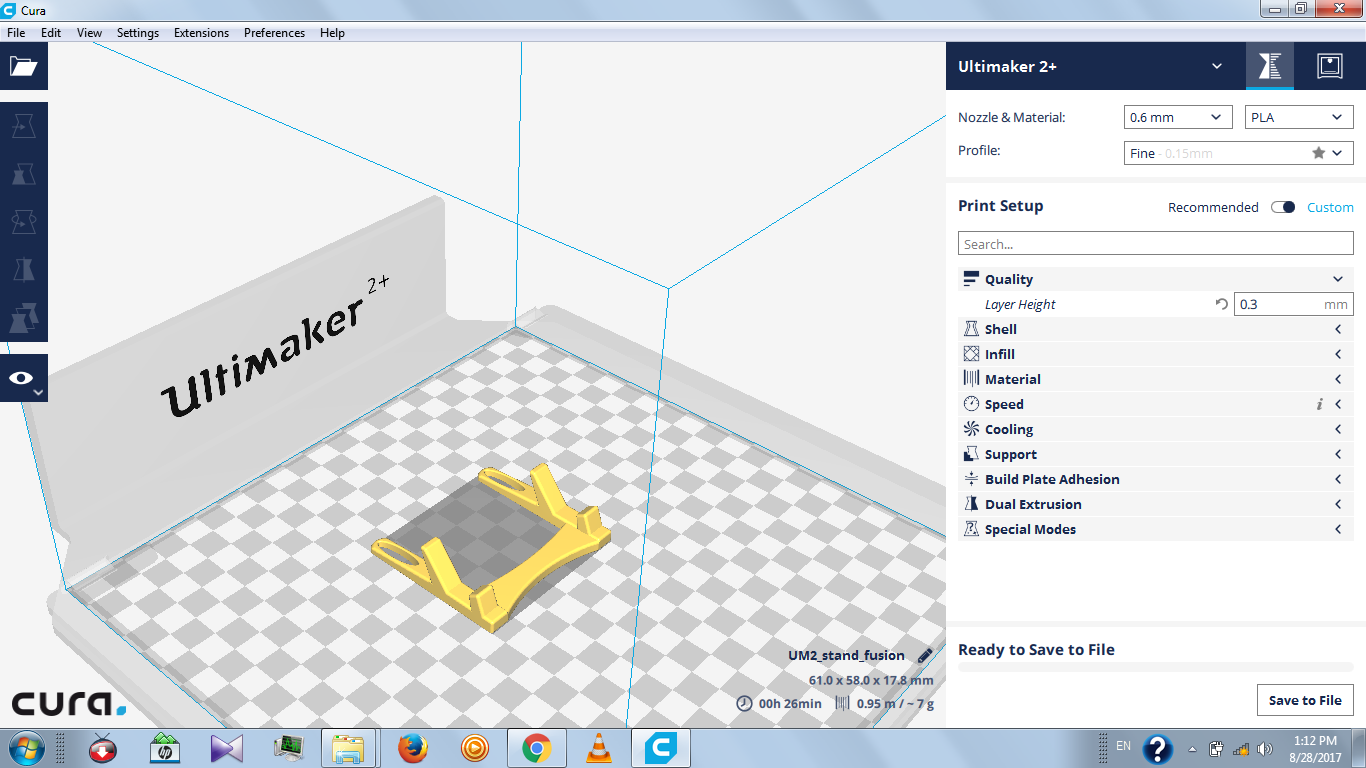 Cura
File Edit View Settings Extensions Preferences Help
Ultimaker 2+
Nozzle & Material: 0.6 mm PLA
Profile: Fine - 0.15mm
Print Setup Recommended Custom
Search...
Quality
Layer Height 0.3 mm
Shell
Infill
Material
Speed i
Cooling
Support
Build Plate Adhesion
Dual Extrusion
Special Modes
Ultimaker 2+
UM2_stand_fusion
61.0 x 58.0 x 17.8 mm
00h 26min 0.95 m / ~ 7 g
Ready to Save to File
Save to File
cura.
hp
EN ? 1:12 PM
8/28/2017